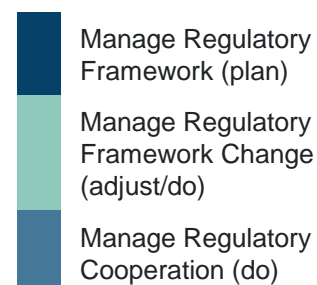 Manage Regulatory
Framework (plan)
Manage Regulatory
Framework Change
(adjust/do)
Manage Regulatory
Cooperation (do)